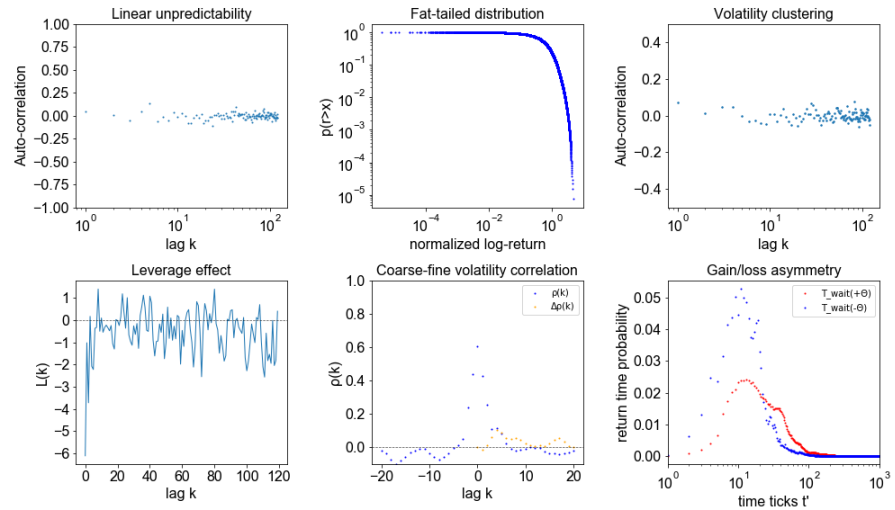 Linear unpredictability
Auto-correlation
1.00
0.75
0.50
0.25
0.00
-0.25
-0.50
-0.75
-1.00
10^0
10^1
10^2
lag k
Fat-tailed distribution
p(r>x)
10^0
10^-1
10^-2
10^-3
10^-4
10^-5
10^-4
10^-2
10^0
normalized log-return
Volatility clustering
Auto-correlation
0.4
0.2
0.0
-0.2
-0.4
10^0
10^1
10^2
lag k
Leverage effect
L(k)
1
0
-1
-2
-3
-4
-5
-6
0
20
40
60
80
100
120
lag k
Coarse-fine volatility correlation
ρ(k)
Δρ(k)
ρ(k)
1.0
0.8
0.6
0.4
0.2
0.0
-20
-10
0
10
20
lag k
Gain/loss asymmetry
T_wait(+Θ)
T_wait(-Θ)
return time probability
0.05
0.04
0.03
0.02
0.01
0.00
10^0
10^1
10^2
10^3
time ticks t'